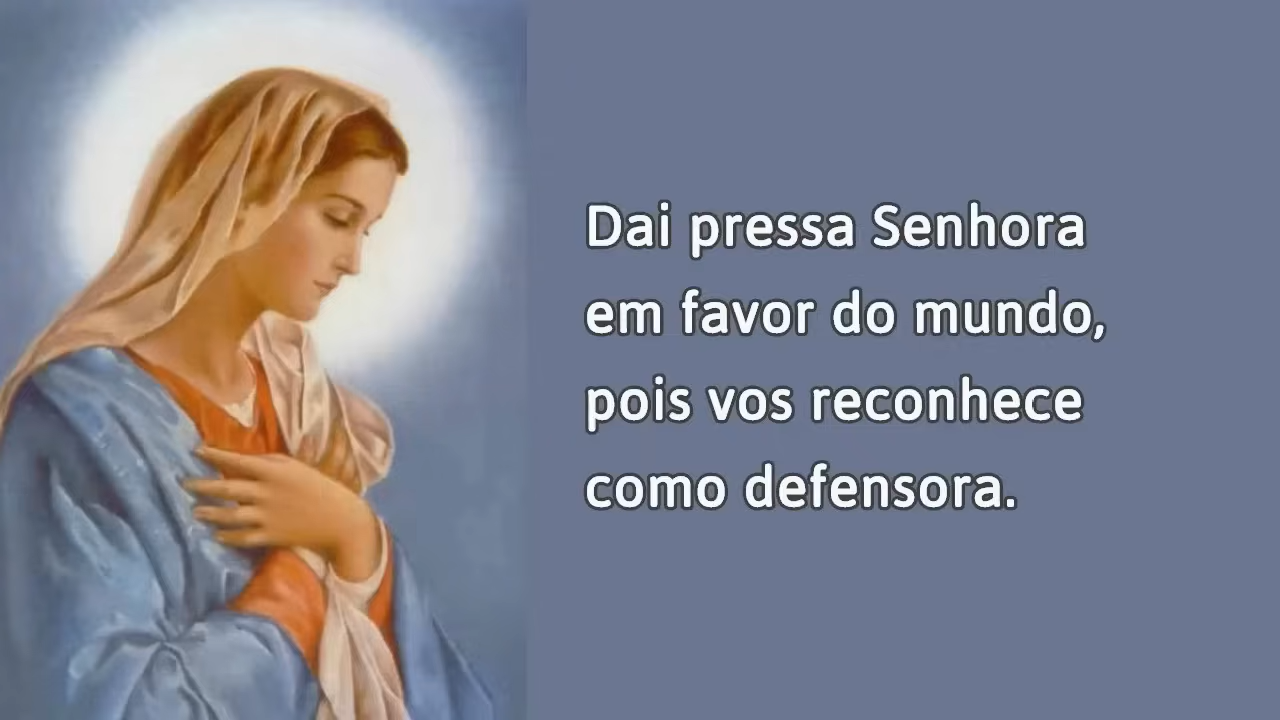 Dai pressa Senhora
em favor do mundo,
pois vos reconhece
como defensora.